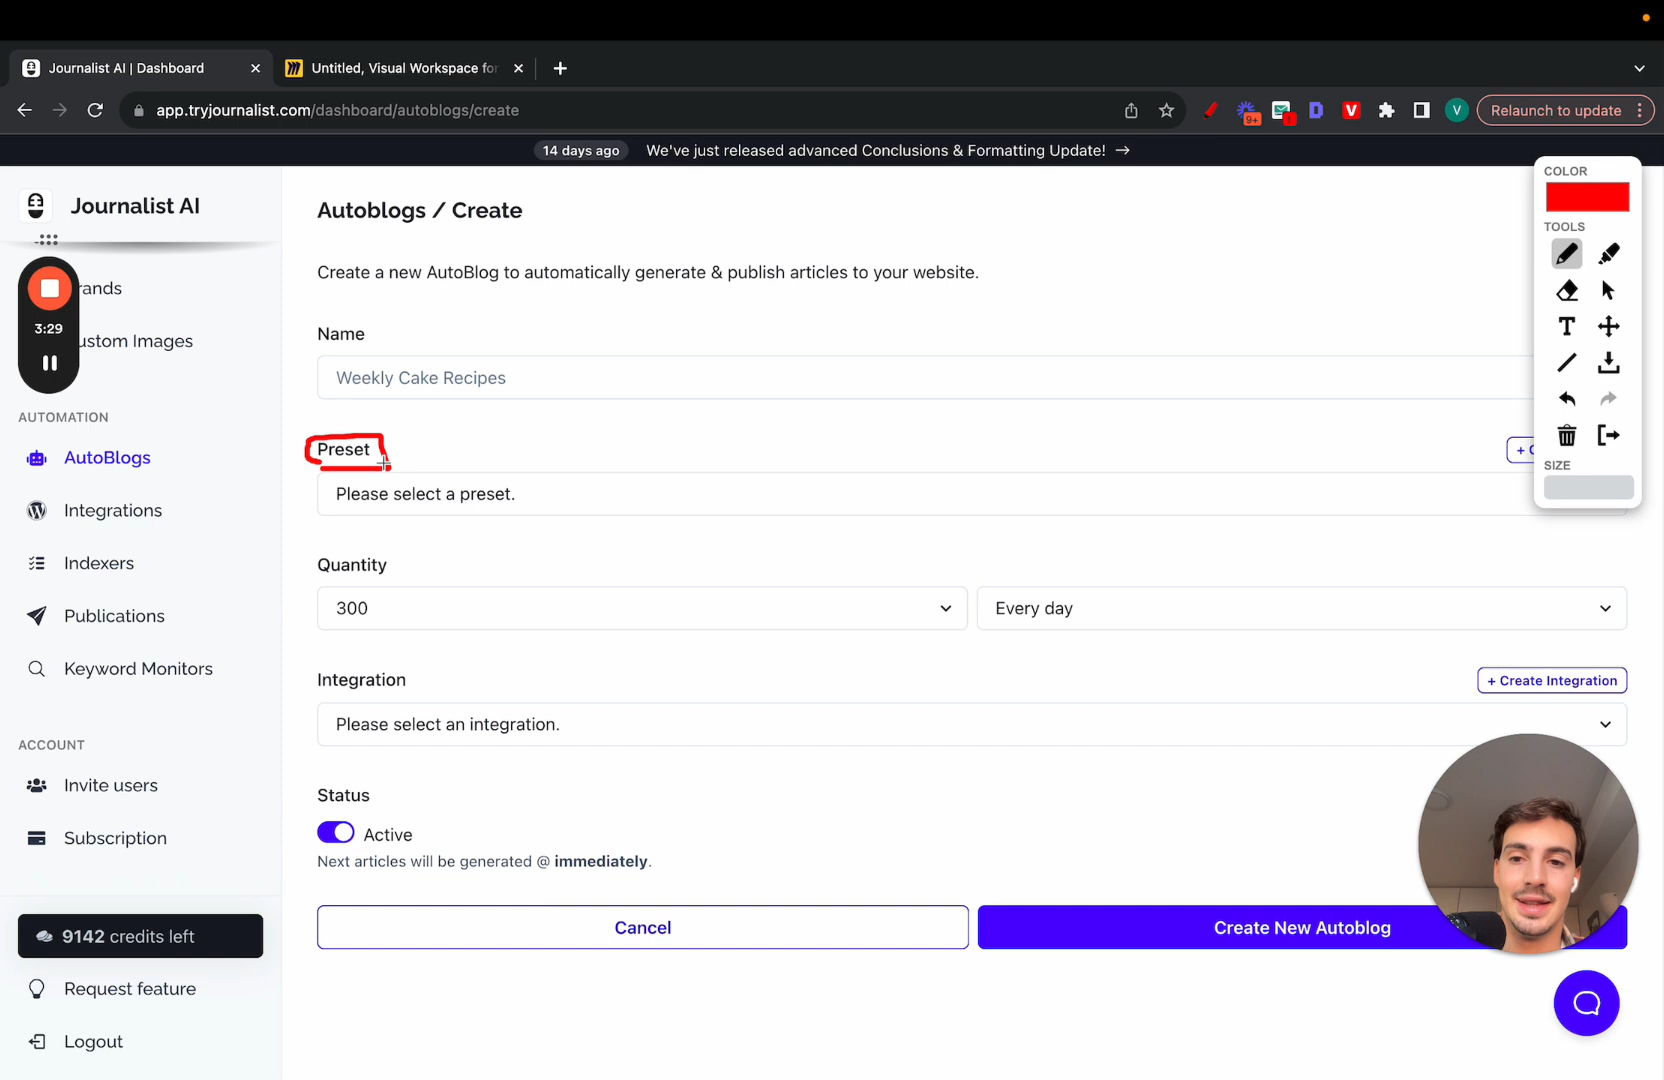 Journalist AI | Dashboard
Untitled, Visual Workspace for
app.tryjournalist.com/dashboard/autoblogs/create
9+
Relaunch to update
14 days ago
We've just released advanced Conclusions & Formatting Update! →
Journalist AI
3:29
AUTOMATION
AutoBlogs
Integrations
Indexers
Publications
Keyword Monitors
ACCOUNT
Invite users
Subscription
9142 credits left
Request feature
Logout
Autoblogs / Create
Create a new AutoBlog to automatically generate & publish articles to your website.
Name
Weekly Cake Recipes
Preset
Please select a preset.
Quantity
300
Every day
Integration
+ Create Integration
Please select an integration.
Status
Active
Next articles will be generated @ immediately.
Cancel
Create New Autoblog
COLOR
TOOLS
SIZE